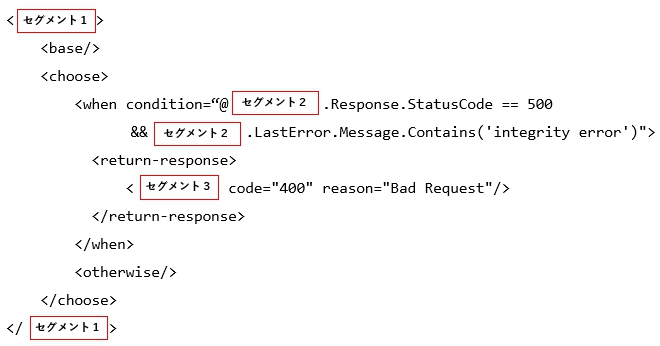 < セグメント１ >
<base/>
<choose>
<when condition=“@ セグメント２ .Response.StatusCode == 500
&& セグメント２ .LastError.Message.Contains('integrity error')">
<return-response>
< セグメント３ code="400" reason="Bad Request"/>
</return-response>
</when>
<otherwise/>
</choose>
</ セグメント１ >